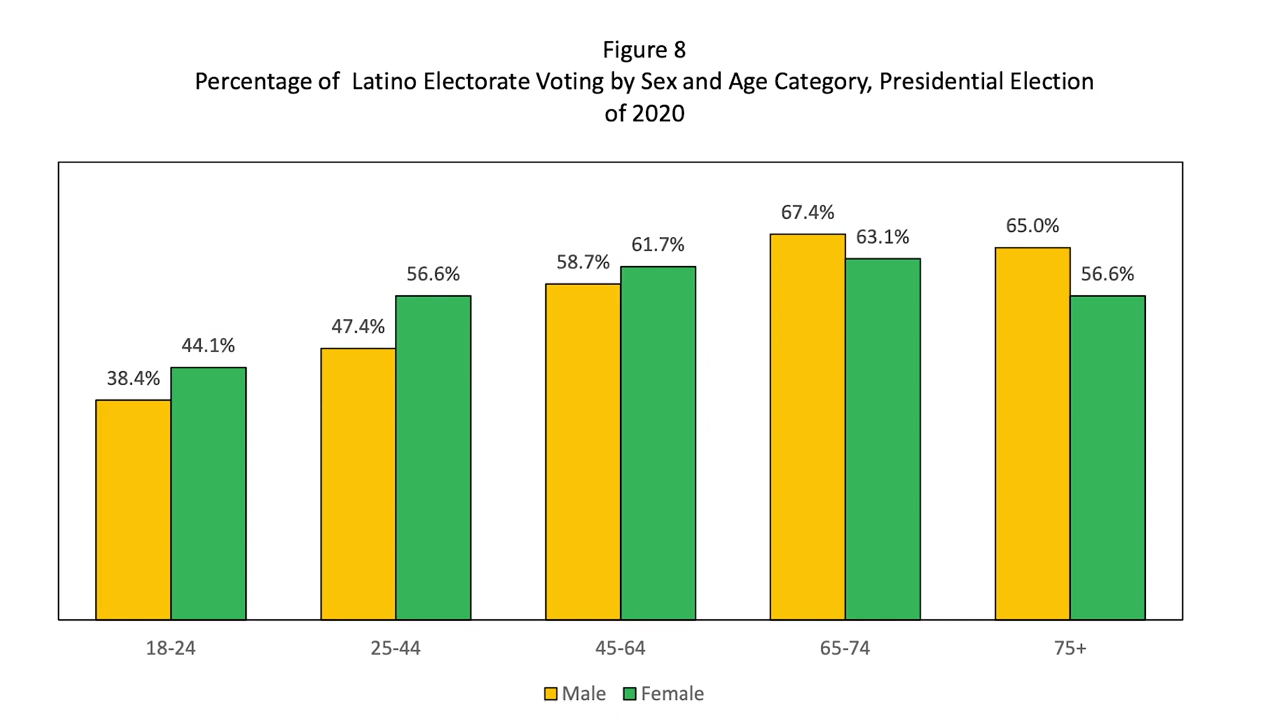 Figure 8
Percentage of  Latino Electorate Voting by Sex and Age Category, Presidential Election
of 2020
67.4%
65.0%
63.1%
61.7%
58.7%
56.6%
56.6%
47.4%
44.1%
38.4%
18-24 25-44 45-64 65-74 75+
Male Female